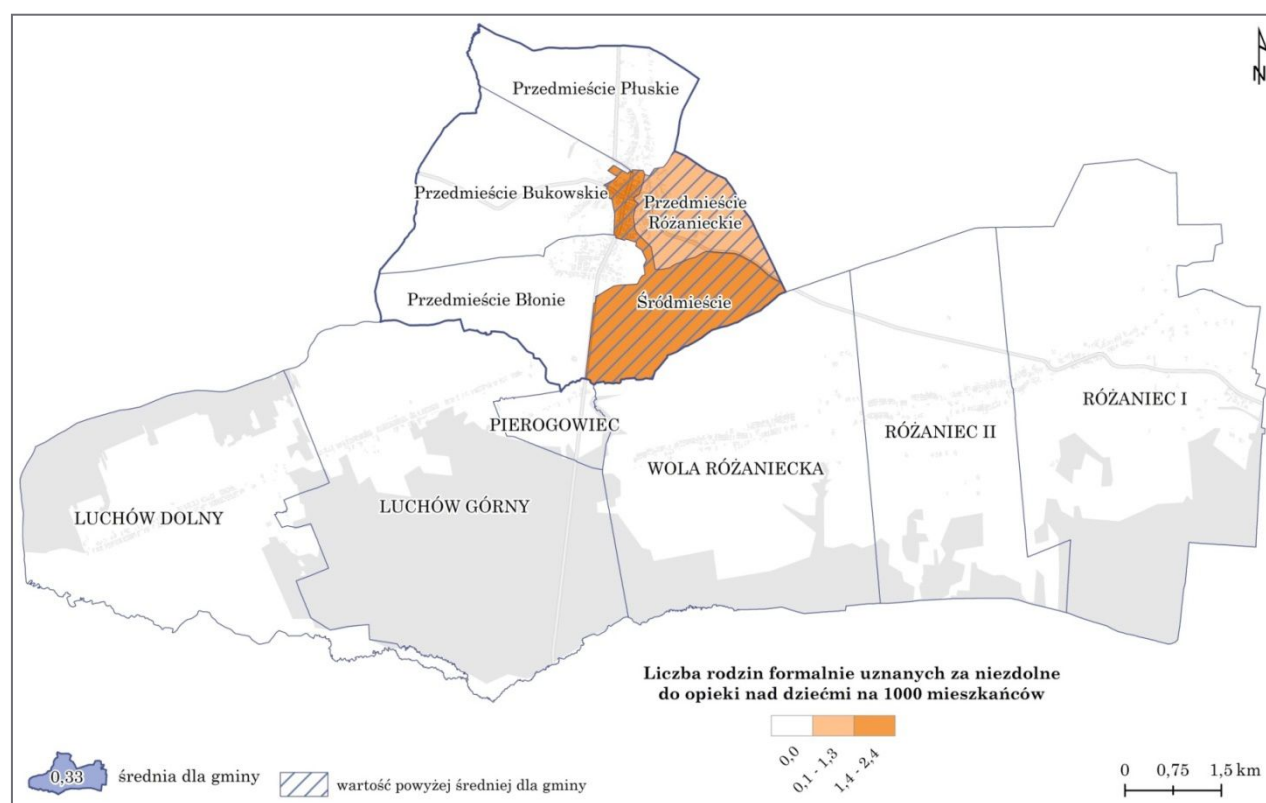 N
Przedmieście Płuskie
Przedmieście Bukowskie
Przedmieście
Różanieckie
Przedmieście Błonie
Śródmieście
PIEROGOWIEC
RÓŻANIEC I
RÓŻANIEC II
WOLA RÓŻANIECKA
LUCHÓW GÓRNY
LUCHÓW DOLNY
Liczba rodzin formalnie uznanych za niezdolne
do opieki nad dziećmi na 1000 mieszkańców
0,0
0,1 - 1,3
1,4 - 2,4
0,33
średnia dla gminy
wartość powyżej średniej dla gminy
0 0,75 1,5 km